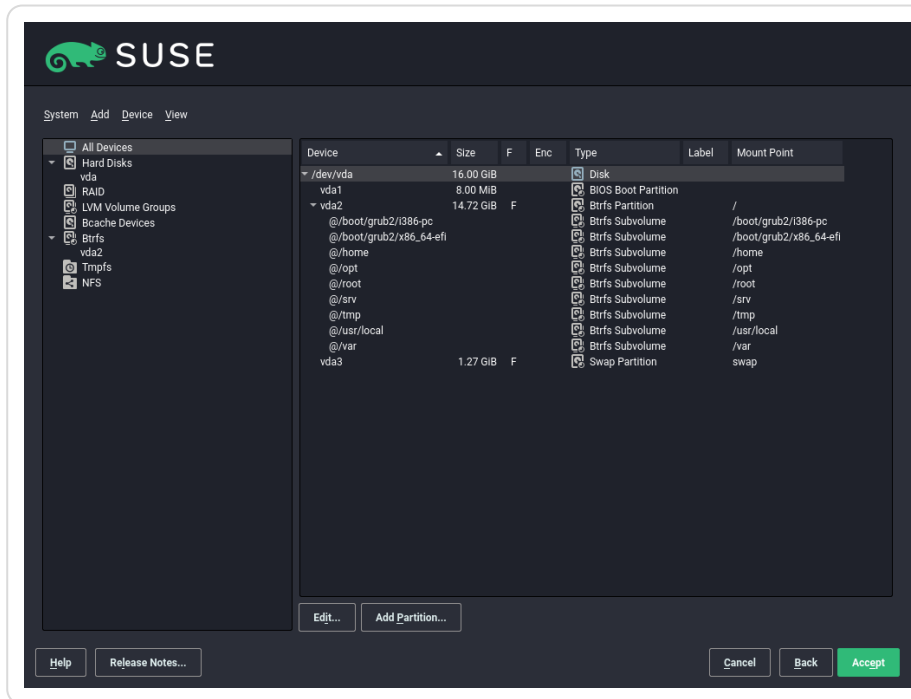 SUSE
System Add Device View
All Devices
Hard Disks
vda
RAID
LVM Volume Groups
Bcache Devices
Btrfs
vda2
Tmpfs
NFS
Device Size F Enc Type Label Mount Point
/dev/vda 16.00 GiB Disk
vda1 8.00 MiB BIOS Boot Partition
vda2 14.72 GiB F Btrfs Partition /
@/boot/grub2/i386-pc Btrfs Subvolume /boot/grub2/i386-pc
@/boot/grub2/x86_64-efi Btrfs Subvolume /boot/grub2/x86_64-efi
@/home Btrfs Subvolume /home
@/opt Btrfs Subvolume /opt
@/root Btrfs Subvolume /root
@/srv Btrfs Subvolume /srv
@/tmp Btrfs Subvolume /tmp
@/usr/local Btrfs Subvolume /usr/local
@/var Btrfs Subvolume /var
vda3 1.27 GiB F Swap Partition swap
Edit... Add Partition...
Help Release Notes... Cancel Back Accept